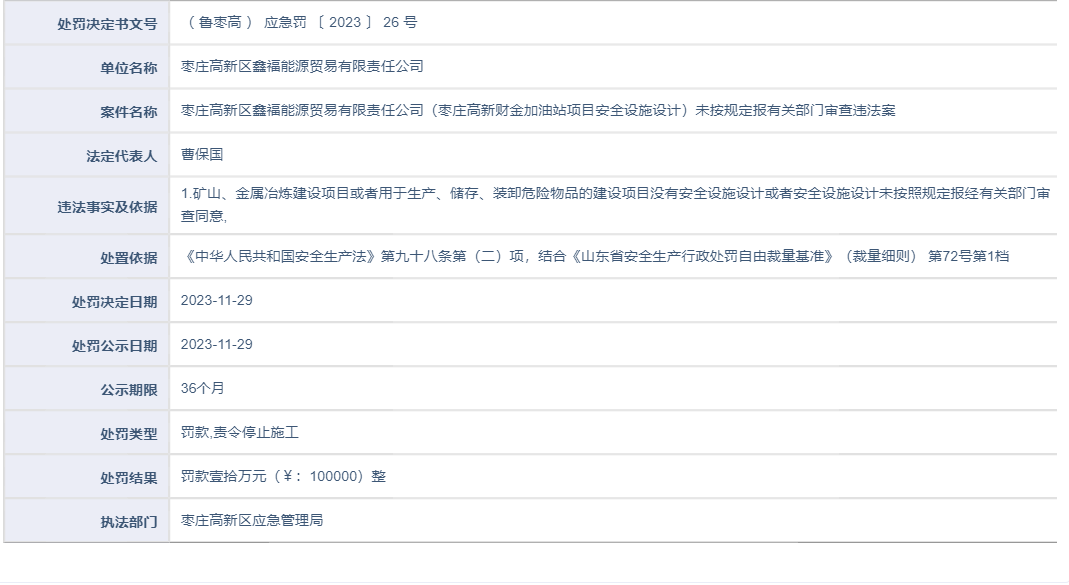 处罚决定书文号 （ 鲁枣高 ） 应急罚 〔 2023 〕 26 号
单位名称 枣庄高新区鑫福能源贸易有限责任公司
案件名称 枣庄高新区鑫福能源贸易有限责任公司（枣庄高新财金加油站项目安全设施设计）未按规定报有关部门审查违法案
法定代表人 曹保国
违法事实及依据 1.矿山、金属冶炼建设项目或者用于生产、储存、装卸危险物品的建设项目没有安全设施设计或者安全设施设计未按照规定报经有关部门审
查同意,
处置依据 《中华人民共和国安全生产法》第九十八条第（二）项，结合《山东省安全生产行政处罚自由裁量基准》（裁量细则） 第72号第1档
处罚决定日期 2023-11-29
处罚公示日期 2023-11-29
公示期限 36个月
处罚类型 罚款,责令停止施工
处罚结果 罚款壹拾万元（¥：100000）整
执法部门 枣庄高新区应急管理局